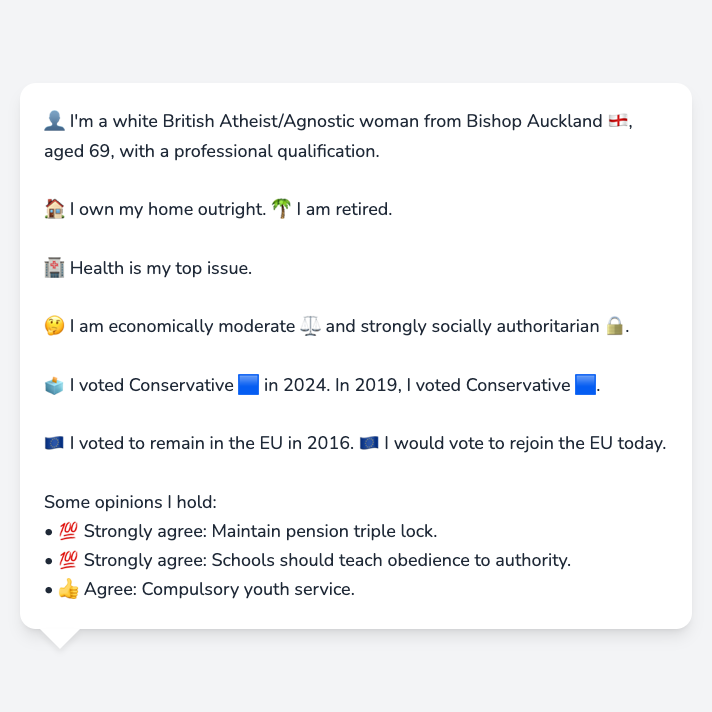 👤 I'm a white British Atheist/Agnostic woman from Bishop Auckland 🏴󠁧󠁢󠁥󠁮󠁧󠁿,
aged 69, with a professional qualification.
🏠 I own my home outright. 🌴 I am retired.
🏥 Health is my top issue.
🤔 I am economically moderate ⚖️ and strongly socially authoritarian 🔒.
🗳️ I voted Conservative 🟦 in 2024. In 2019, I voted Conservative 🟦.
🇪🇺 I voted to remain in the EU in 2016. 🇪🇺 I would vote to rejoin the EU today.
Some opinions I hold:
• 💯 Strongly agree: Maintain pension triple lock.
• 💯 Strongly agree: Schools should teach obedience to authority.
• 👍 Agree: Compulsory youth service.